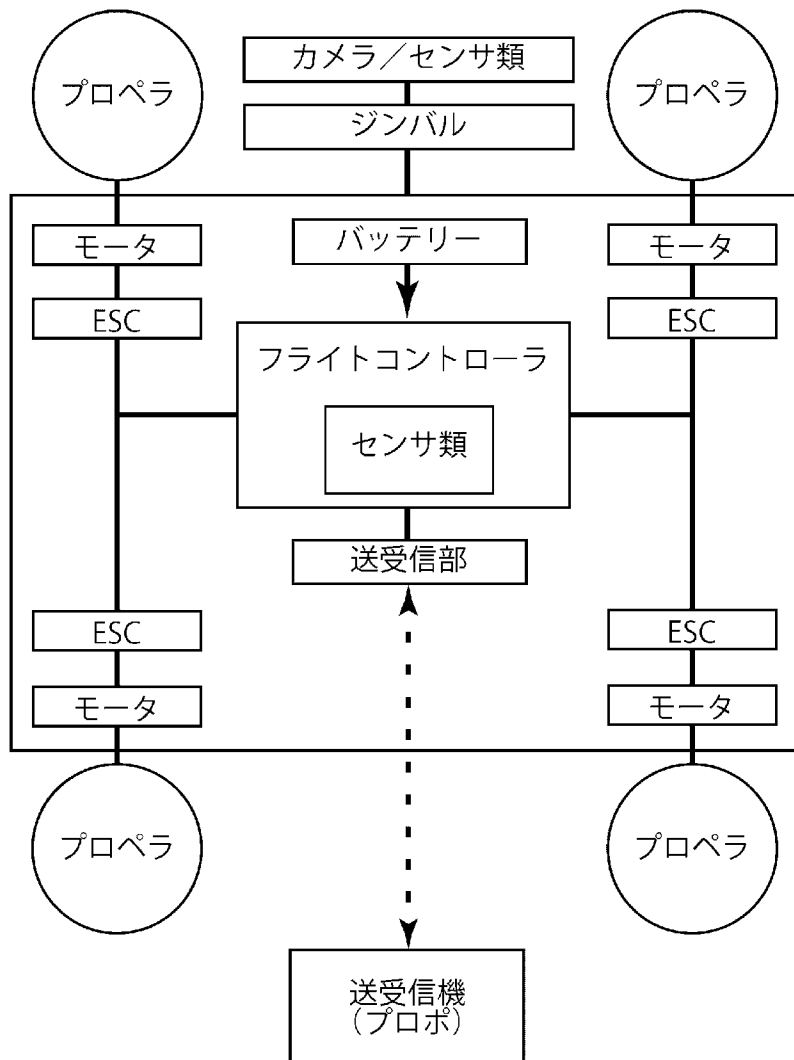 プロペラ
カメラ／センサ類
プロペラ
ジンバル
モータ
バッテリー
モータ
ESC
ESC
フライトコントローラ
センサ類
送受信部
ESC
ESC
モータ
モータ
プロペラ
プロペラ
送受信機
（プロポ）